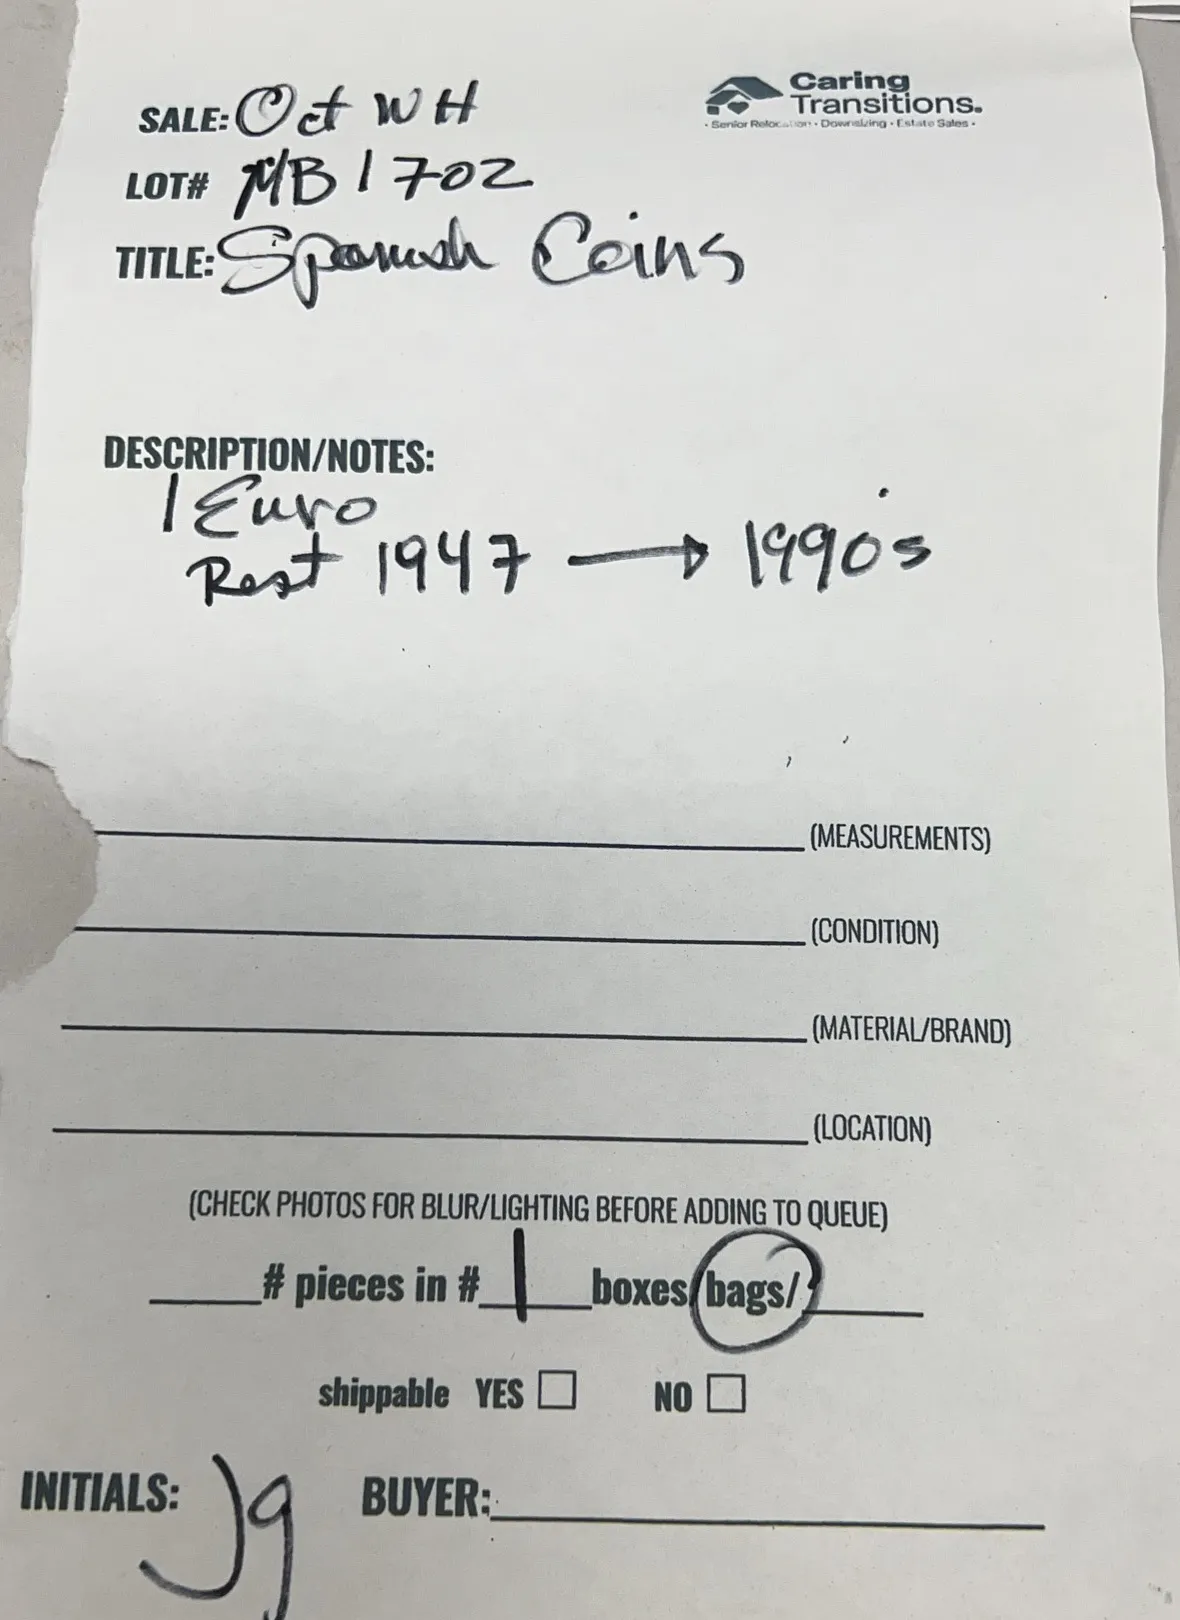 Caring
Transitions.
· Senior Relocation · Downsizing · Estate Sales ·
SALE: Oct WH
LOT# MB1702
TITLE: Spanish Coins
DESCRIPTION/NOTES:
1 Euro
Rest 1947 → 1990's
(MEASUREMENTS)
(CONDITION)
(MATERIAL/BRAND)
(LOCATION)
(CHECK PHOTOS FOR BLUR/LIGHTING BEFORE ADDING TO QUEUE)
# pieces in # 1 boxes/bags/
shippable YES ☐ NO ☐
INITIALS: Jg BUYER: